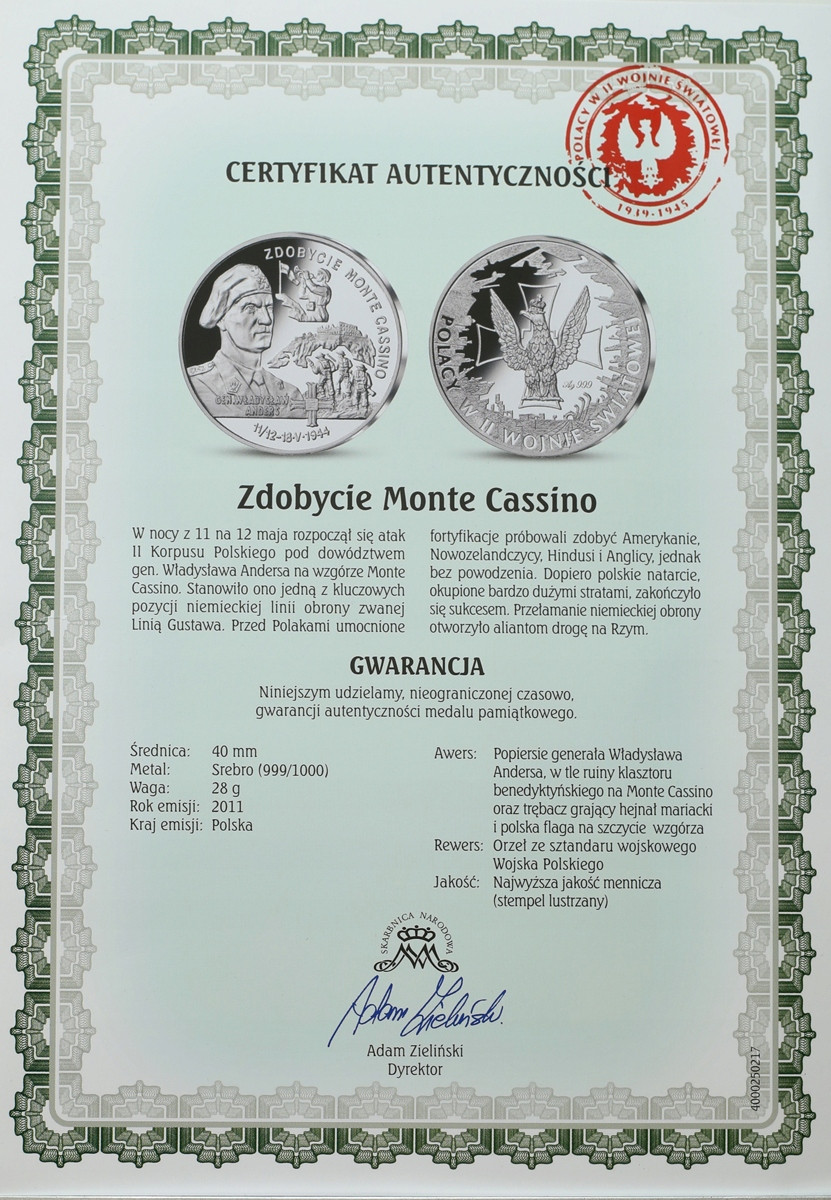 POLACY W II WOJNIE ŚWIATOWEJ
1939-1945
CERTYFIKAT AUTENTYCZNOŚCI
ZDOBYCIE MONTE CASSINO
GEN. WŁADYSŁAW
ANDERS
11/12-18·V·1944
Ag 999
POLACY W II WOJNIE ŚWIATOWEJ
Zdobycie Monte Cassino
W nocy z 11 na 12 maja rozpoczął się atak
II Korpusu Polskiego pod dowództwem
gen. Władysława Andersa na wzgórze Monte
Cassino. Stanowiło ono jedną z kluczowych
pozycji niemieckiej linii obrony zwanej
Linią Gustawa. Przed Polakami umocnione
fortyfikacje próbowali zdobyć Amerykanie,
Nowozelandczycy, Hindusi i Anglicy, jednak
bez powodzenia. Dopiero polskie natarcie,
okupione bardzo dużymi stratami, zakończyło
się sukcesem. Przełamanie niemieckiej obrony
otworzyło aliantom drogę na Rzym.
GWARANCJA
Niniejszym udzielamy, nieograniczonej czasowo,
gwarancji autentyczności medalu pamiątkowego.
Średnica: 40 mm
Metal: Srebro (999/1000)
Waga: 28 g
Rok emisji: 2011
Kraj emisji: Polska
Awers: Popiersie generała Władysława
Andersa, w tle ruiny klasztoru
benedyktyńskiego na Monte Cassino
oraz trębacz grający hejnał mariacki
i polska flaga na szczycie wzgórza
Rewers: Orzeł ze sztandaru wojskowego
Wojska Polskiego
Jakość: Najwyższa jakość mennicza
(stempel lustrzany)
SKARBNICA NARODOWA
Adam Zieliński
Adam Zieliński
Dyrektor
4000250217